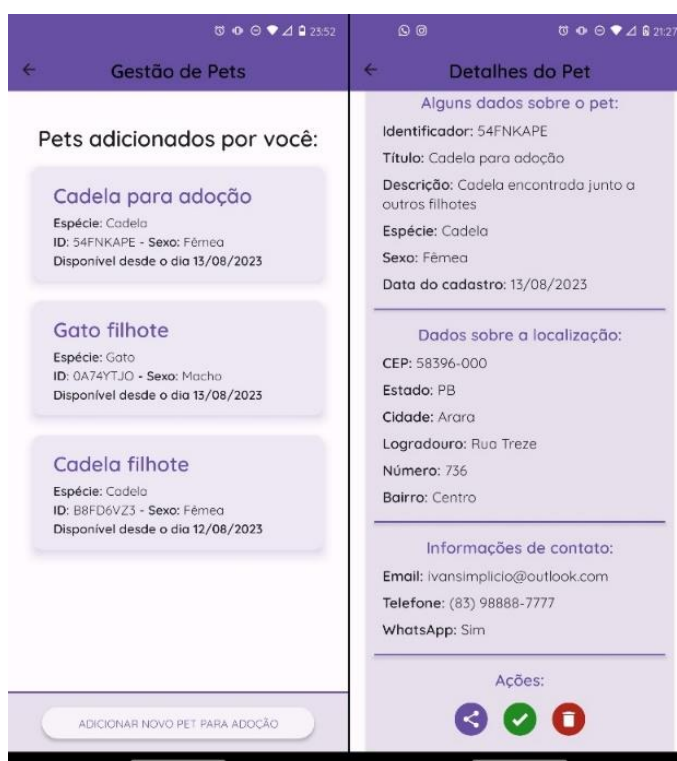 23:52
Gestão de Pets
Pets adicionados por você:
Cadela para adoção
Espécie: Cadela
ID: 54FNKAPE - Sexo: Fêmea
Disponível desde o dia 13/08/2023
Gato filhote
Espécie: Gato
ID: 0A74YTJO - Sexo: Macho
Disponível desde o dia 13/08/2023
Cadela filhote
Espécie: Cadela
ID: B8FD6VZ3 - Sexo: Fêmea
Disponível desde o dia 12/08/2023
ADICIONAR NOVO PET PARA ADOÇÃO
21:27
Detalhes do Pet
Alguns dados sobre o pet:
Identificador: 54FNKAPE
Título: Cadela para adoção
Descrição: Cadela encontrada junto a
outros filhotes
Espécie: Cadela
Sexo: Fêmea
Data do cadastro: 13/08/2023
Dados sobre a localização:
CEP: 58396-000
Estado: PB
Cidade: Arara
Logradouro: Rua Treze
Número: 736
Bairro: Centro
Informações de contato:
Email: ivansimplicio@outlook.com
Telefone: (83) 98888-7777
WhatsApp: Sim
Ações: